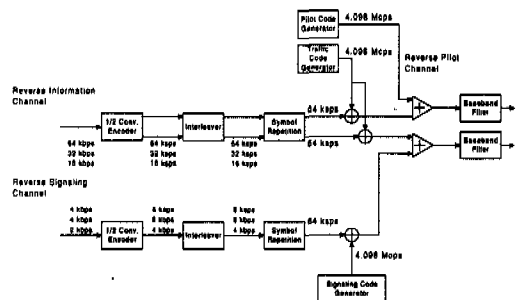 Pilot Code
Generator
4.096 Mcps
Traffic
Code
Generator
4.096 Mcps
Reverse Pilot
Channel
Reverse Information
Channel
1/2 Conv.
Encoder
Interleaver
Symbol
Repetition
64 ksps
64 ksps
Baseband
Filter
Baseband
Filter
64 kbps
32 kbps
16 kbps
64 ksps
32 ksps
16 ksps
64 ksps
32 ksps
16 ksps
Reverse Signaling
Channel
4 kbps
4 kbps
2 kbps
1/2 Conv.
Encoder
8 ksps
8 ksps
4 ksps
Interleaver
8 ksps
8 ksps
4 ksps
Symbol
Repetition
64 ksps
4.096 Mcps
Signaling Code
Generator